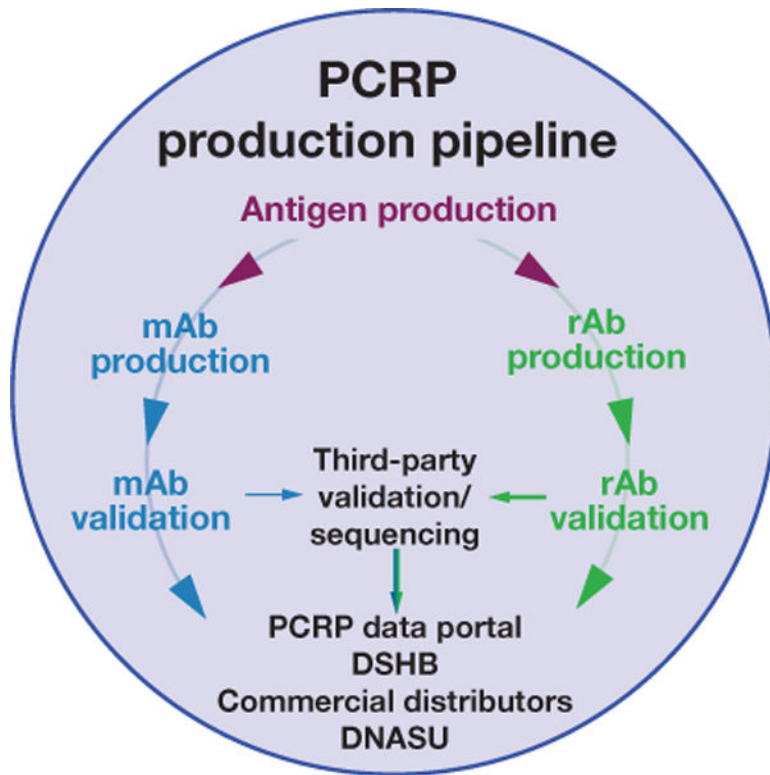 PCRP
production pipeline
Antigen production
mAb
production
rAb
production
mAb
validation
Third-party
validation/
sequencing
rAb
validation
PCRP data portal
DSHB
Commercial distributors
DNASU